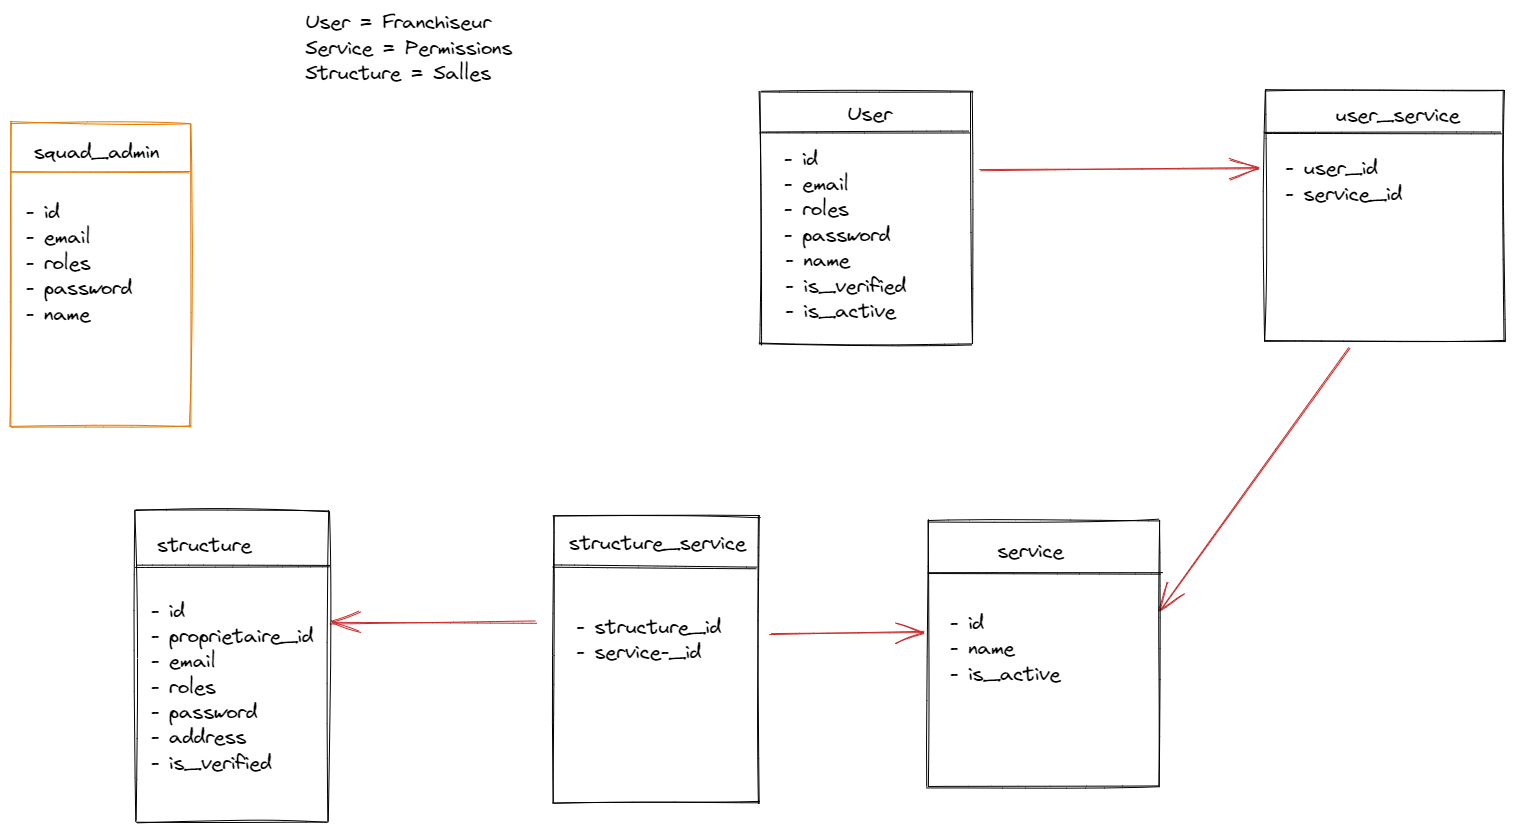 User = Franchiseur
Service = Permissions
Structure = Salles
squad_admin
- id
- email
- roles
- password
- name
User
- id
- email
- roles
- password
- name
- is_verified
- is_active
user_service
- user_id
- service_id
structure
- id
- proprietaire_id
- email
- roles
- password
- address
- is_verified
structure_service
- structure_id
- service-_id
service
- id
- name
- is_active